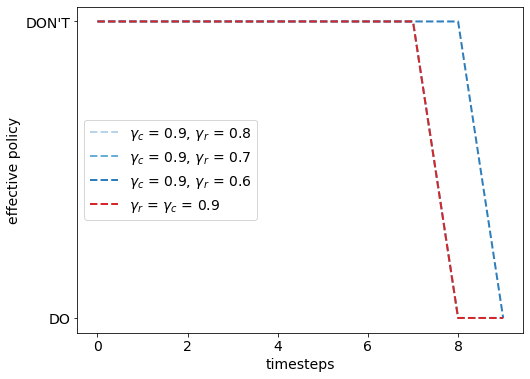 DON'T
effective policy
γc = 0.9, γr = 0.8
γc = 0.9, γr = 0.7
γc = 0.9, γr = 0.6
γr = γc = 0.9
DO
0 2 4 6 8
timesteps